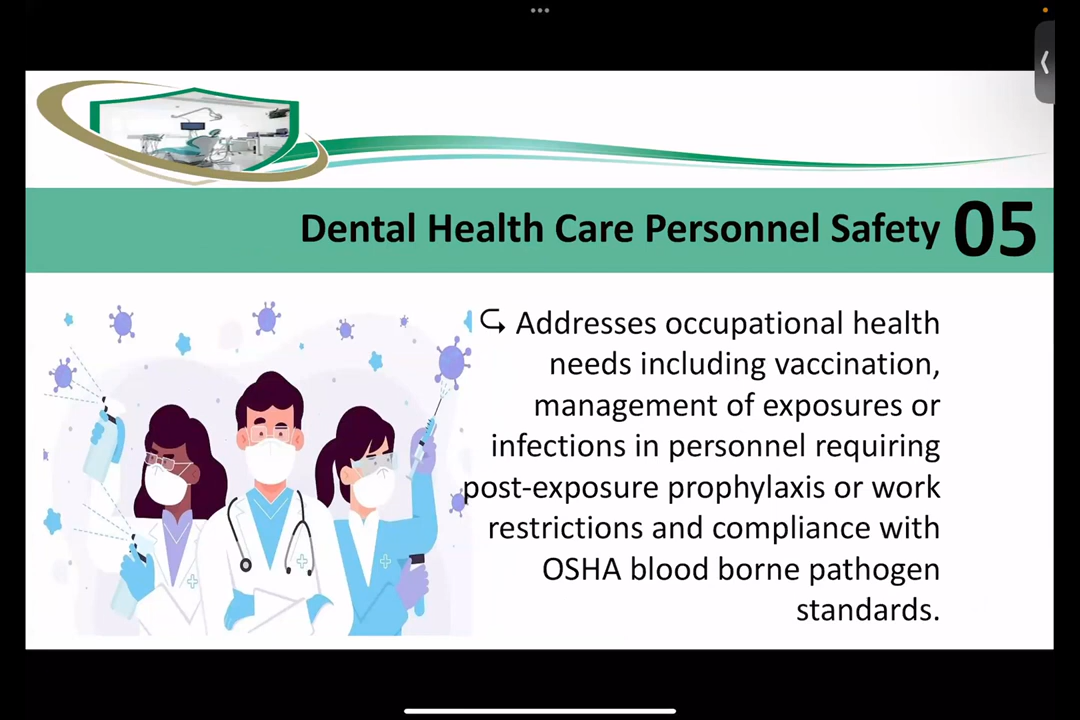 Dental Health Care Personnel Safety 05
↪ Addresses occupational health
needs including vaccination,
management of exposures or
infections in personnel requiring
post-exposure prophylaxis or work
restrictions and compliance with
OSHA blood borne pathogen
standards.